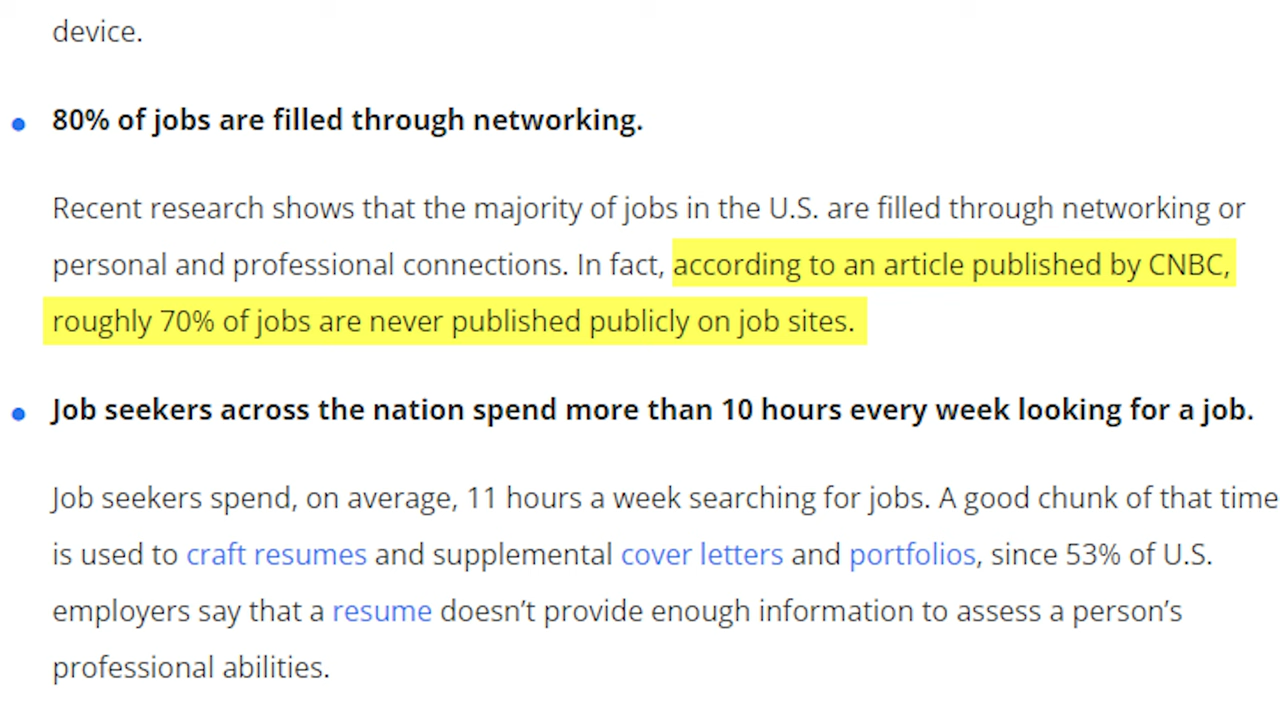 device.
80% of jobs are filled through networking.
Recent research shows that the majority of jobs in the U.S. are filled through networking or
personal and professional connections. In fact, according to an article published by CNBC,
roughly 70% of jobs are never published publicly on job sites.
Job seekers across the nation spend more than 10 hours every week looking for a job.
Job seekers spend, on average, 11 hours a week searching for jobs. A good chunk of that time
is used to craft resumes and supplemental cover letters and portfolios, since 53% of U.S.
employers say that a resume doesn’t provide enough information to assess a person’s
professional abilities.